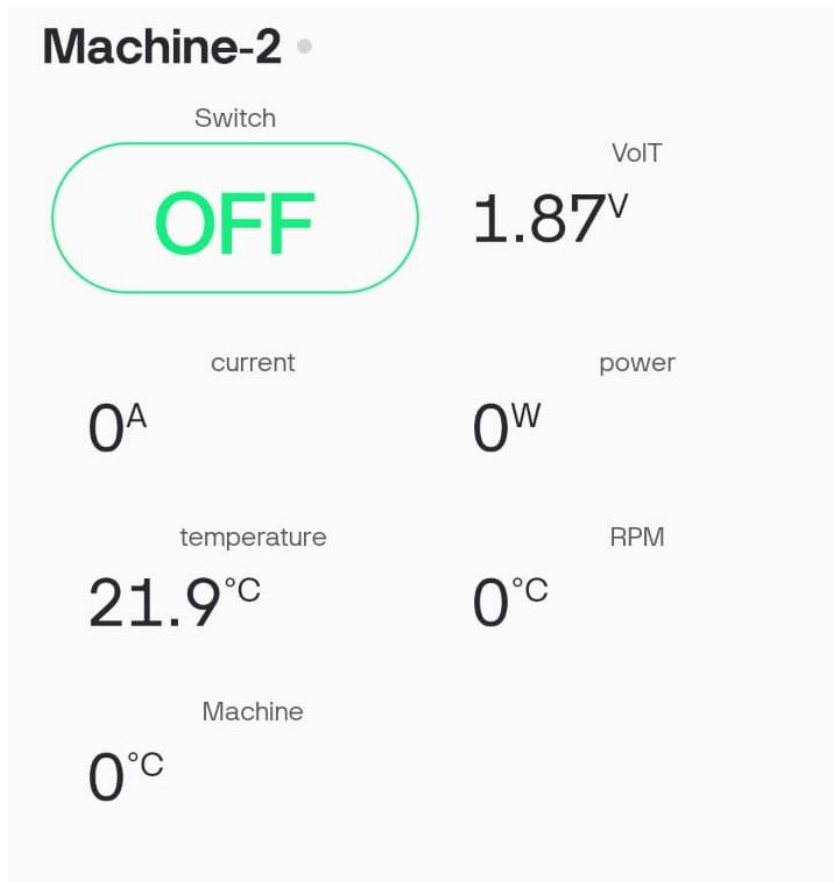 Machine-2
Switch
OFF
VolT
1.87V
current
0A
power
0W
temperature
21.9°C
RPM
0°C
Machine
0°C